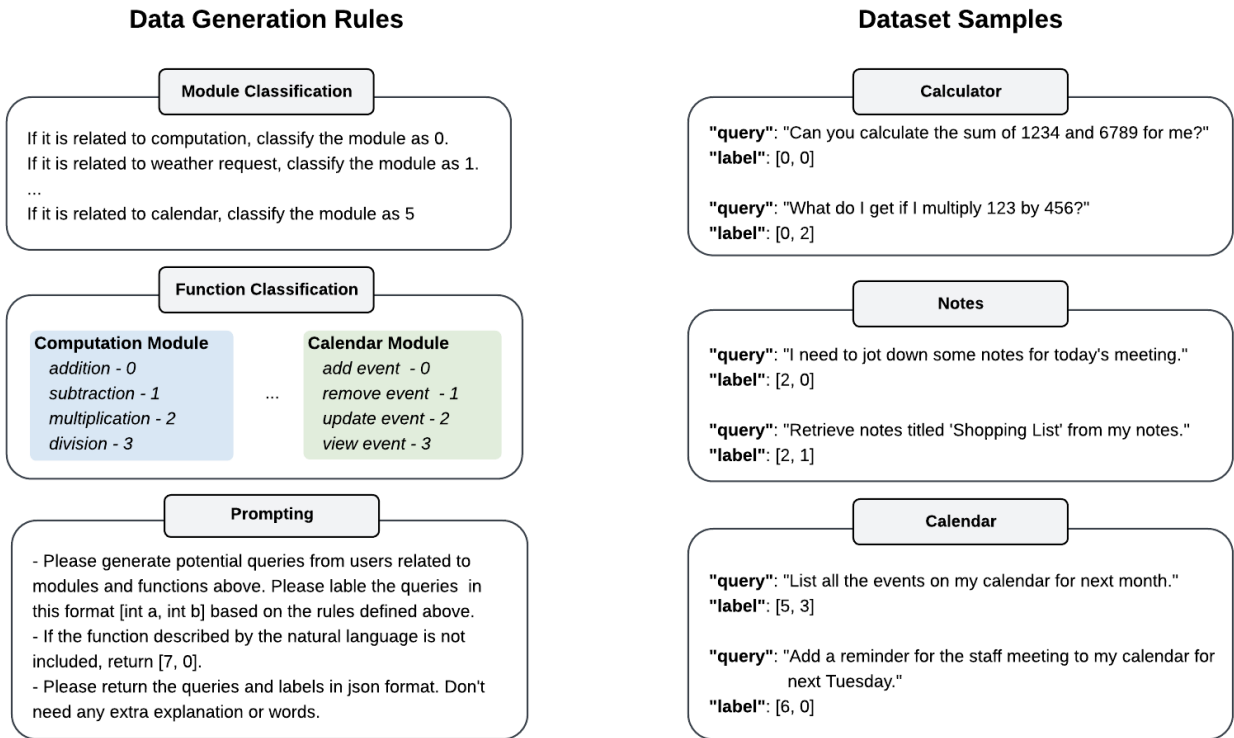 Data Generation Rules
Module Classification
If it is related to computation, classify the module as 0.
If it is related to weather request, classify the module as 1.
...
If it is related to calendar, classify the module as 5
Function Classification
Computation Module
addition - 0
subtraction - 1
multiplication - 2
division - 3
...
Calendar Module
add event - 0
remove event - 1
update event - 2
view event - 3
Prompting
- Please generate potential queries from users related to
modules and functions above. Please lable the queries in
this format [int a, int b] based on the rules defined above.
- If the function described by the natural language is not
included, return [7, 0].
- Please return the queries and labels in json format. Don't
need any extra explanation or words.
Dataset Samples
Calculator
"query": "Can you calculate the sum of 1234 and 6789 for me?"
"label": [0, 0]
"query": "What do I get if I multiply 123 by 456?"
"label": [0, 2]
Notes
"query": "I need to jot down some notes for today's meeting."
"label": [2, 0]
"query": "Retrieve notes titled 'Shopping List' from my notes."
"label": [2, 1]
Calendar
"query": "List all the events on my calendar for next month."
"label": [5, 3]
"query": "Add a reminder for the staff meeting to my calendar for
next Tuesday."
"label": [6, 0]